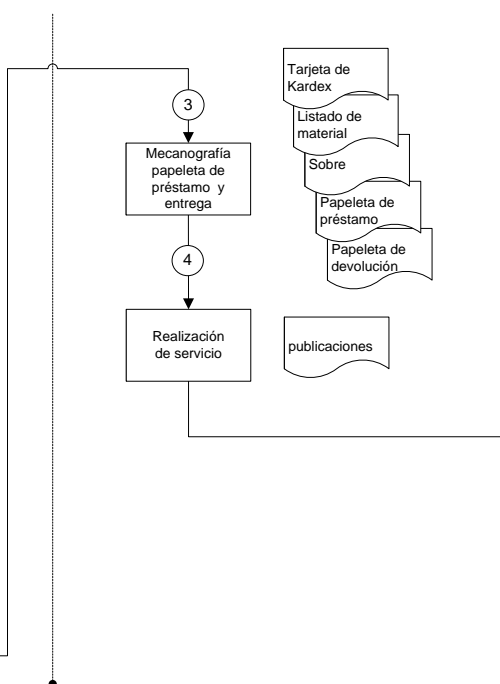 3
Mecanografía
papeleta de
préstamo y
entrega
4
Realización
de servicio
Tarjeta de
Kardex
Listado de
material
Sobre
Papeleta de
préstamo
Papeleta de
devolución
publicaciones